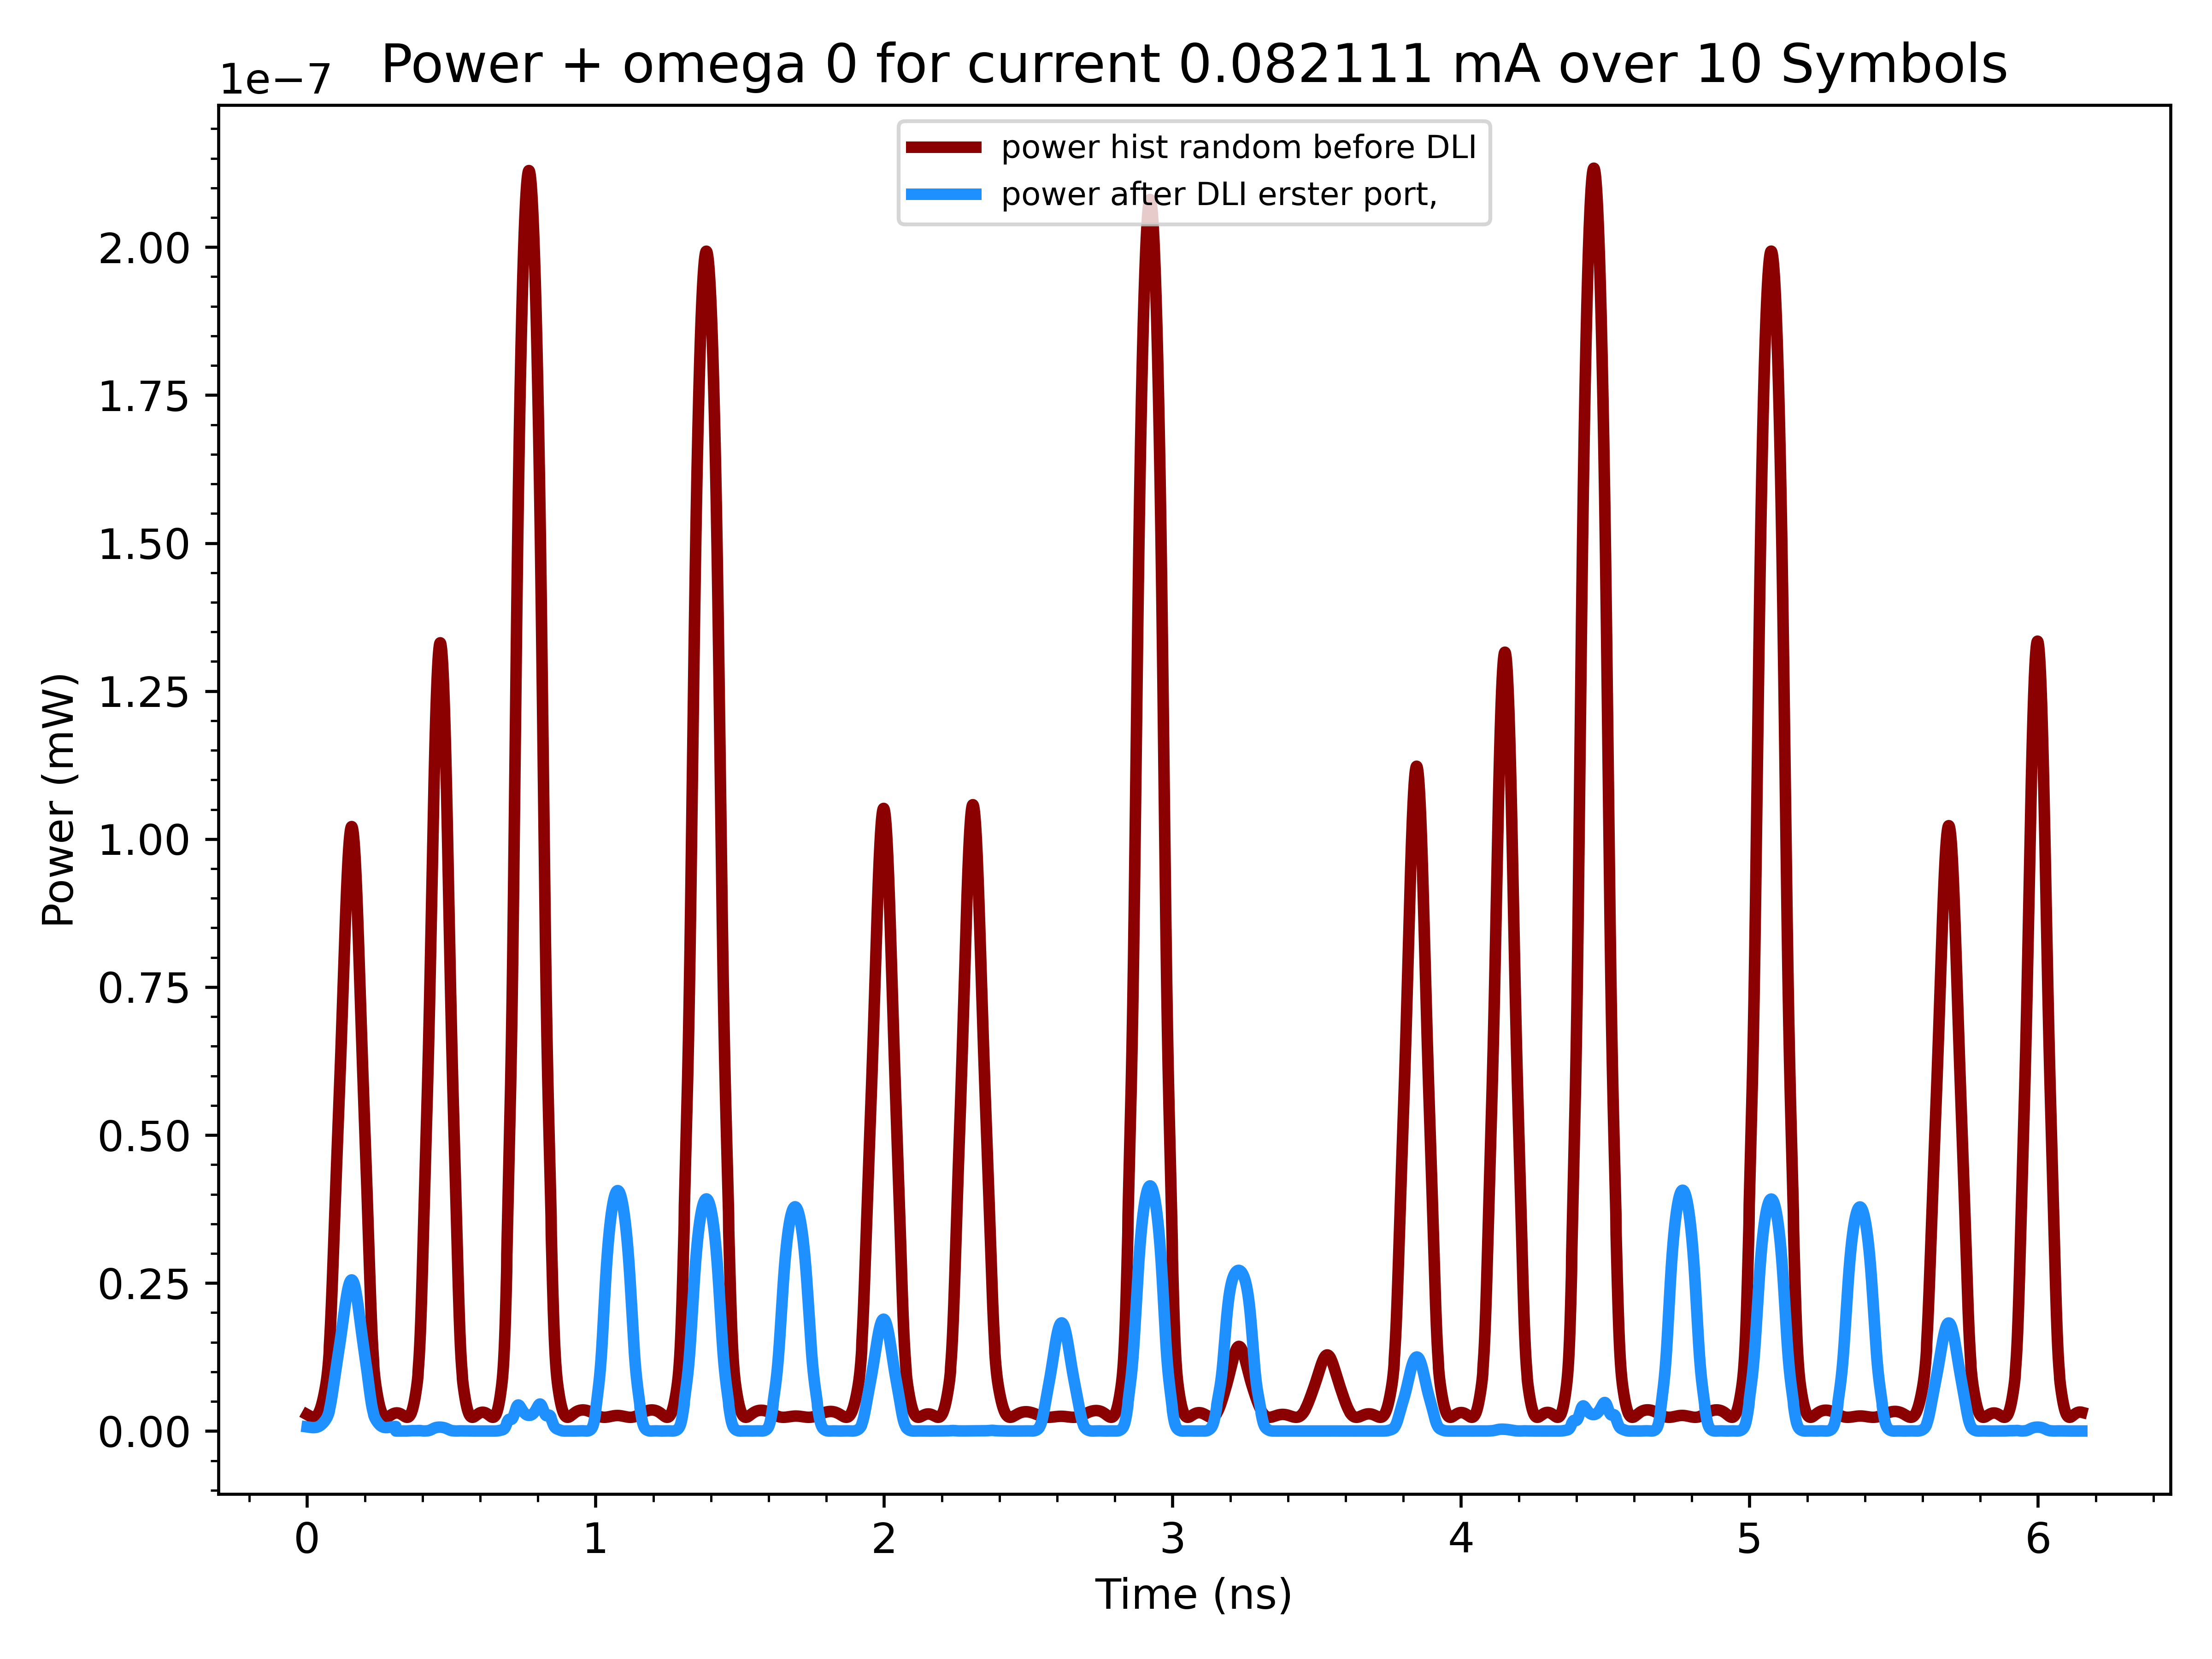 Power + omega 0 for current 0.082111 mA over 10 Symbols
1e−7
power hist random before DLI
power after DLI erster port,
2.00
1.75
1.50
1.25
1.00
0.75
0.50
0.25
0.00
Power (mW)
0 1 2 3 4 5 6
Time (ns)